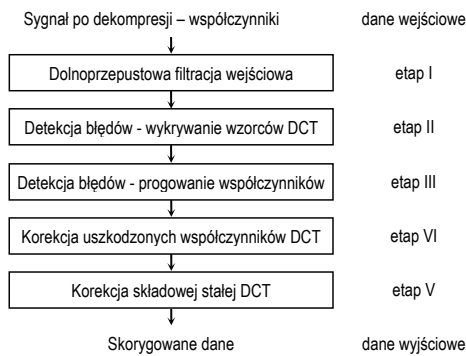 Sygnał po dekompresji – współczynniki dane wejściowe
Dolnoprzepustowa filtracja wejściowa etap I
Detekcja błędów - wykrywanie wzorców DCT etap II
Detekcja błędów - progowanie współczynników etap III
Korekcja uszkodzonych współczynników DCT etap VI
Korekcja składowej stałej DCT etap V
Skorygowane dane dane wyjściowe